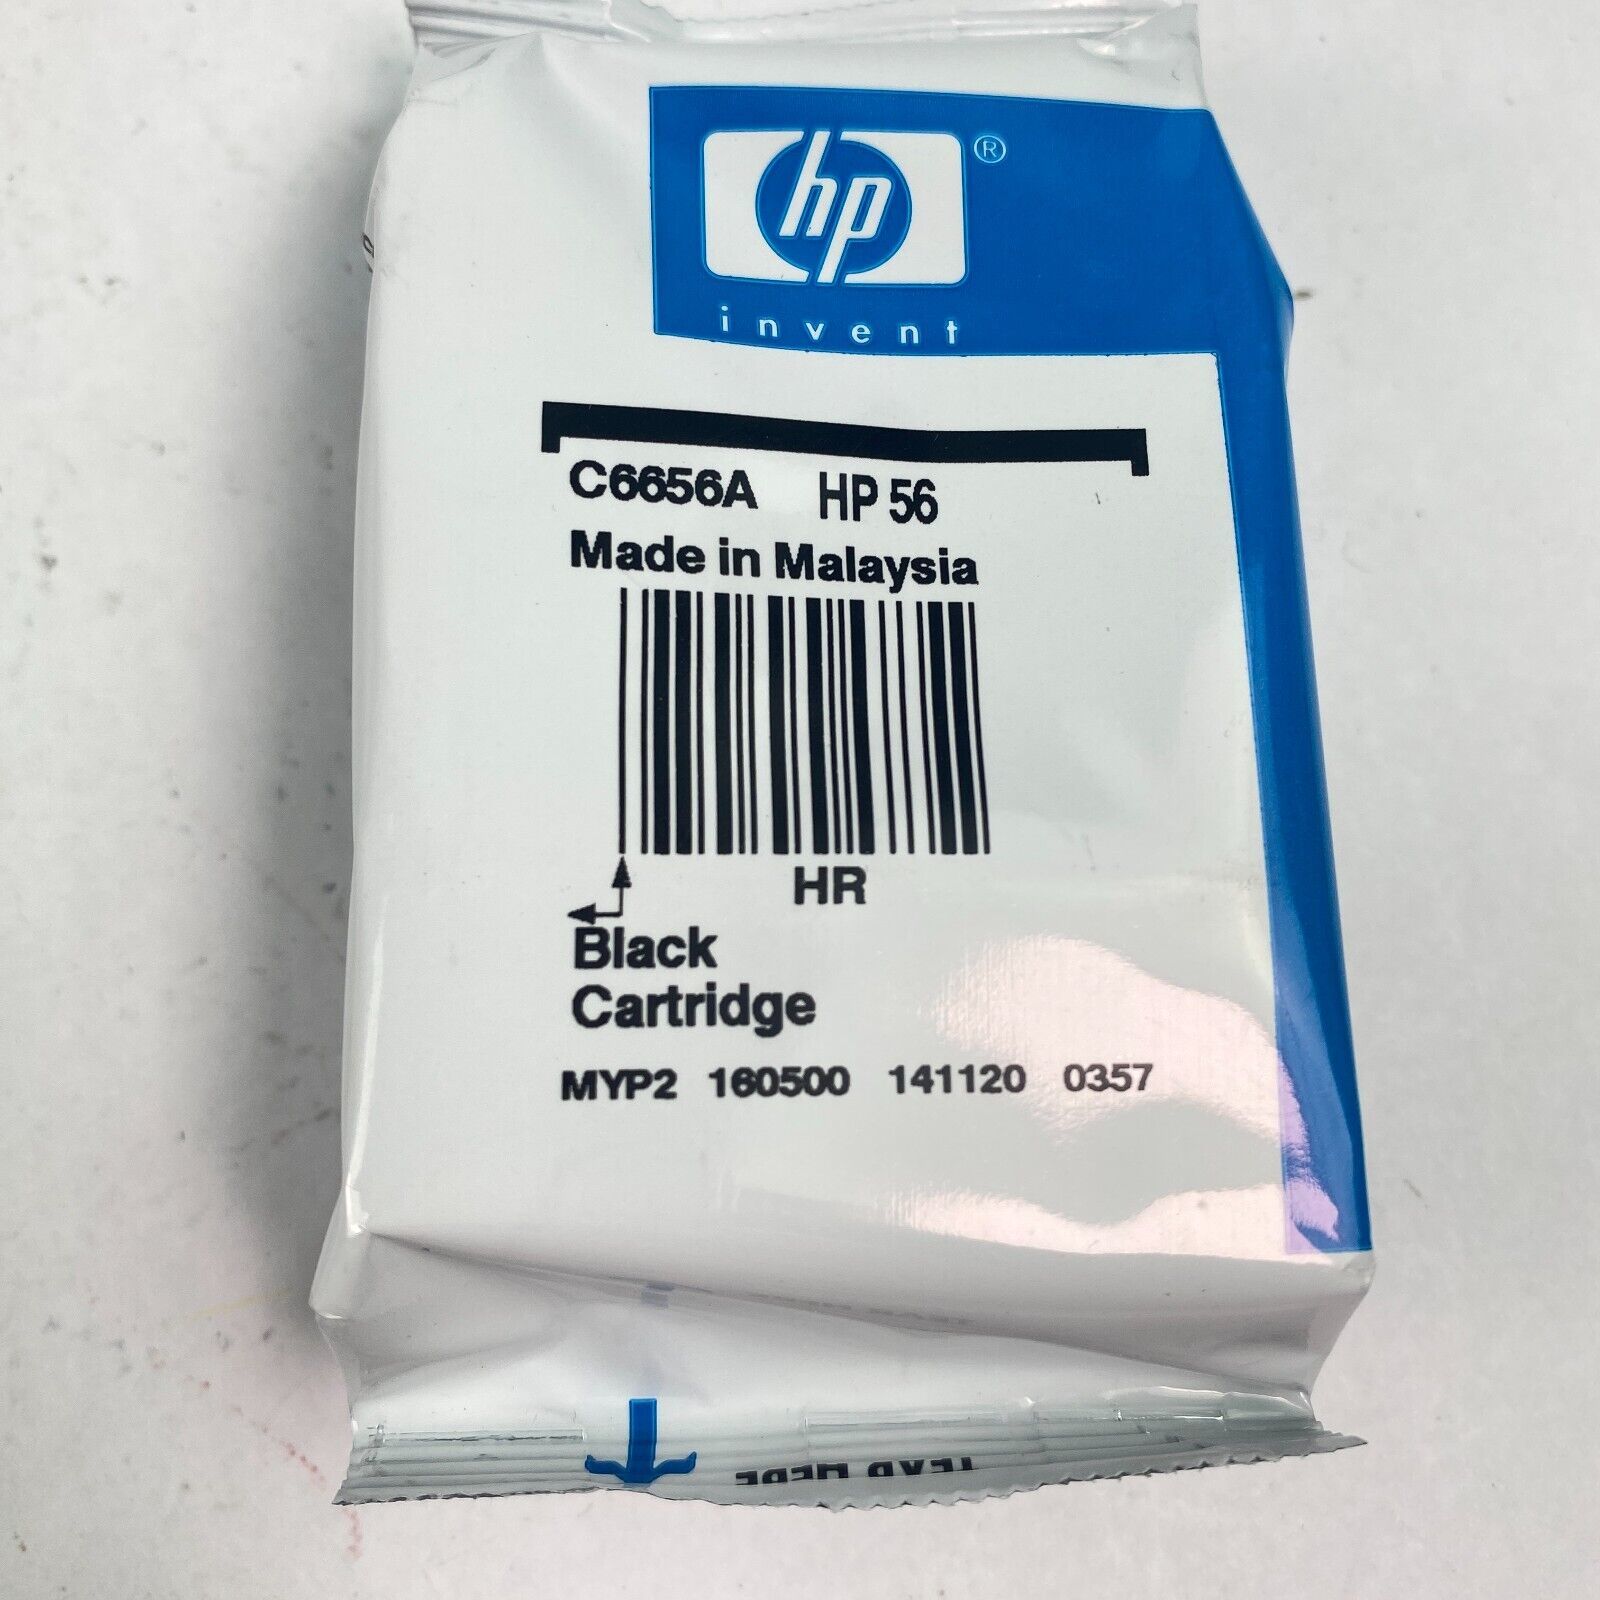 hp ®
invent
C6656A HP 56
Made in Malaysia
HR
Black
Cartridge
MYP2 160500 141120 0357